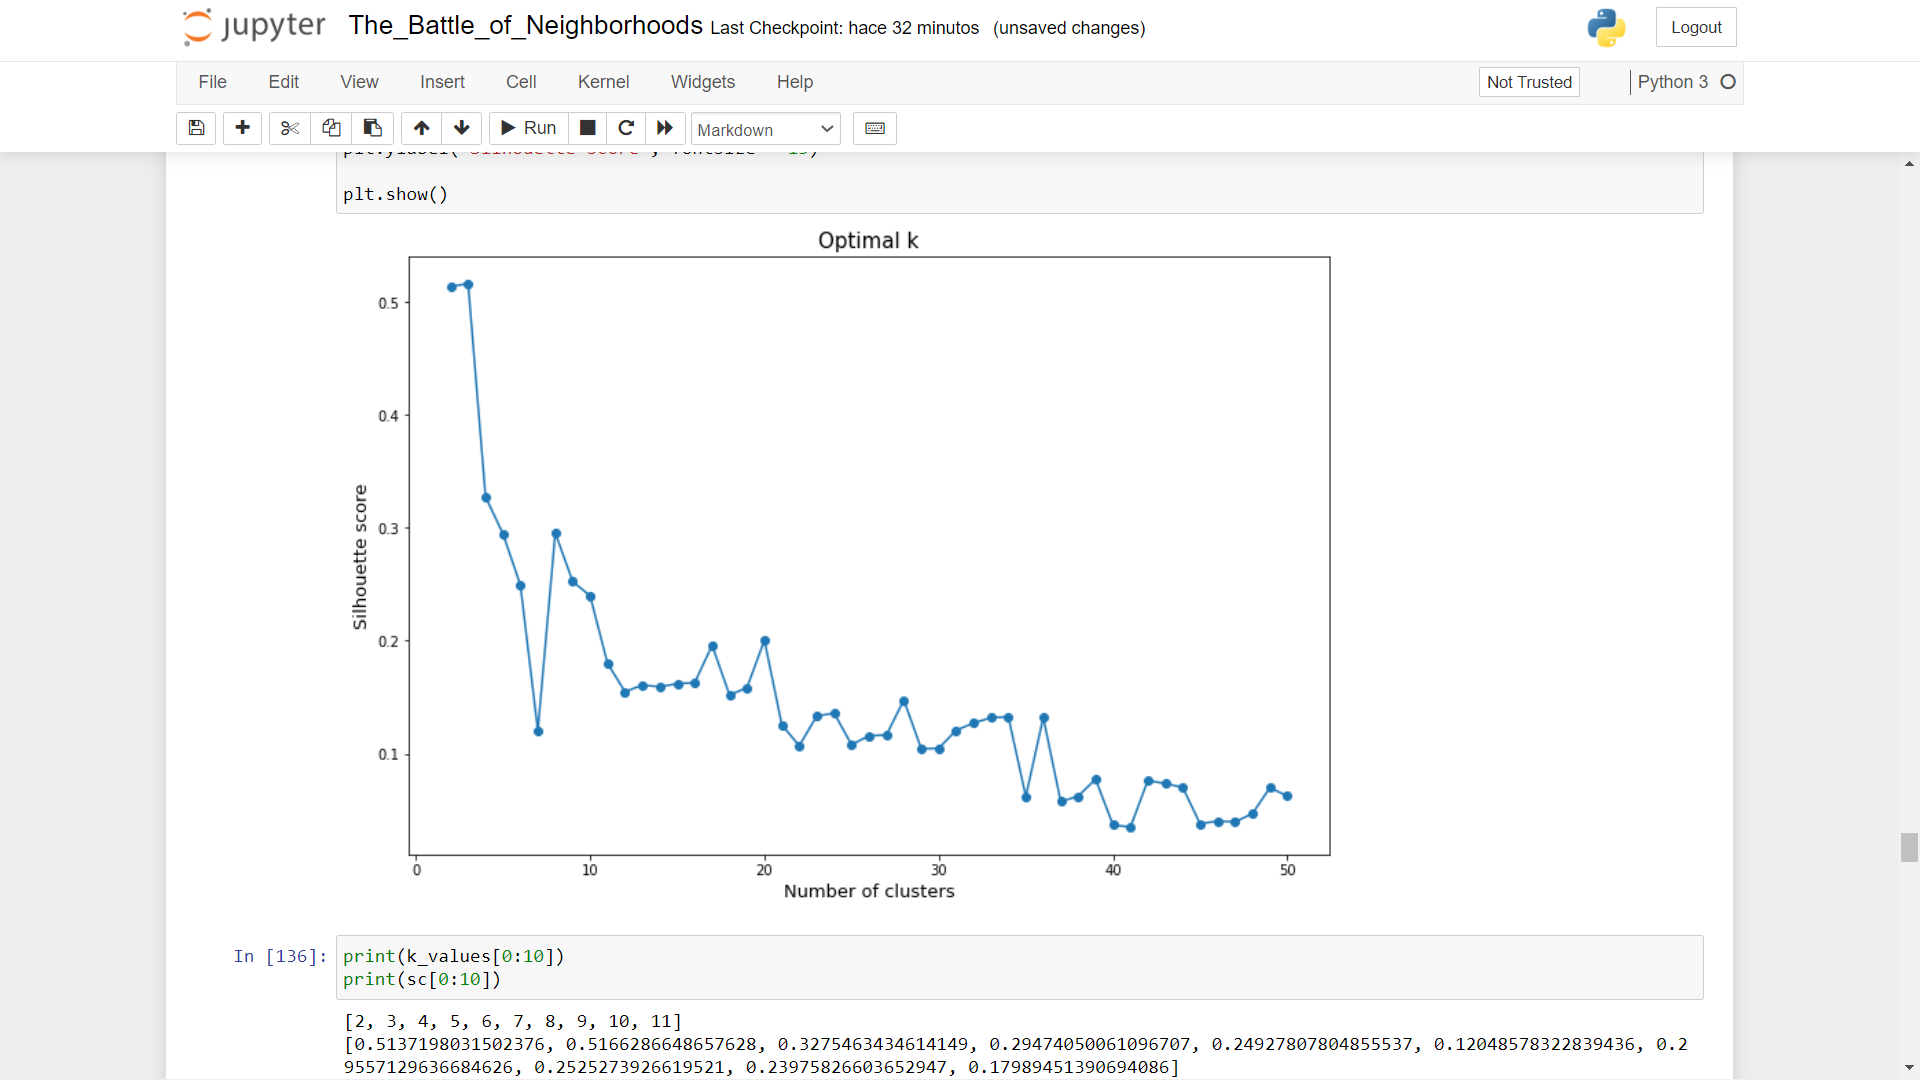 jupyter The_Battle_of_Neighborhoods Last Checkpoint: hace 32 minutos (unsaved changes) Logout
File Edit View Insert Cell Kernel Widgets Help Not Trusted Python 3
Run Markdown
plt.show()
Optimal k
0.5
0.4
0.3
0.2
0.1
Silhouette score
0 10 20 30 40 50
Number of clusters
In [136]: print(k_values[0:10])
print(sc[0:10])
[2, 3, 4, 5, 6, 7, 8, 9, 10, 11]
[0.5137198031502376, 0.5166286648657628, 0.3275463434614149, 0.29474050061096707, 0.24927807804855537, 0.12048578322839436, 0.2
9557129636684626, 0.2525273926619521, 0.23975826603652947, 0.17989451390694086]